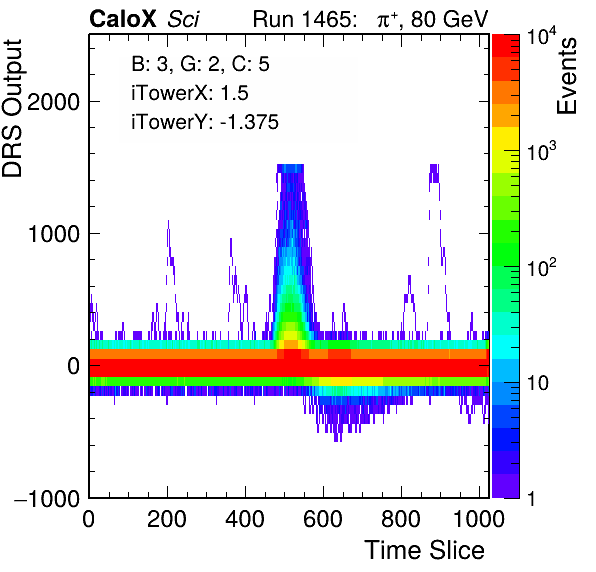 CaloX Sci Run 1465: π⁺, 80 GeV
B: 3, G: 2, C: 5
iTowerX: 1.5
iTowerY: -1.375
DRS Output
2000
1000
0
−1000
0 200 400 600 800 1000
Time Slice
Events
10⁴
10³
10²
10
1